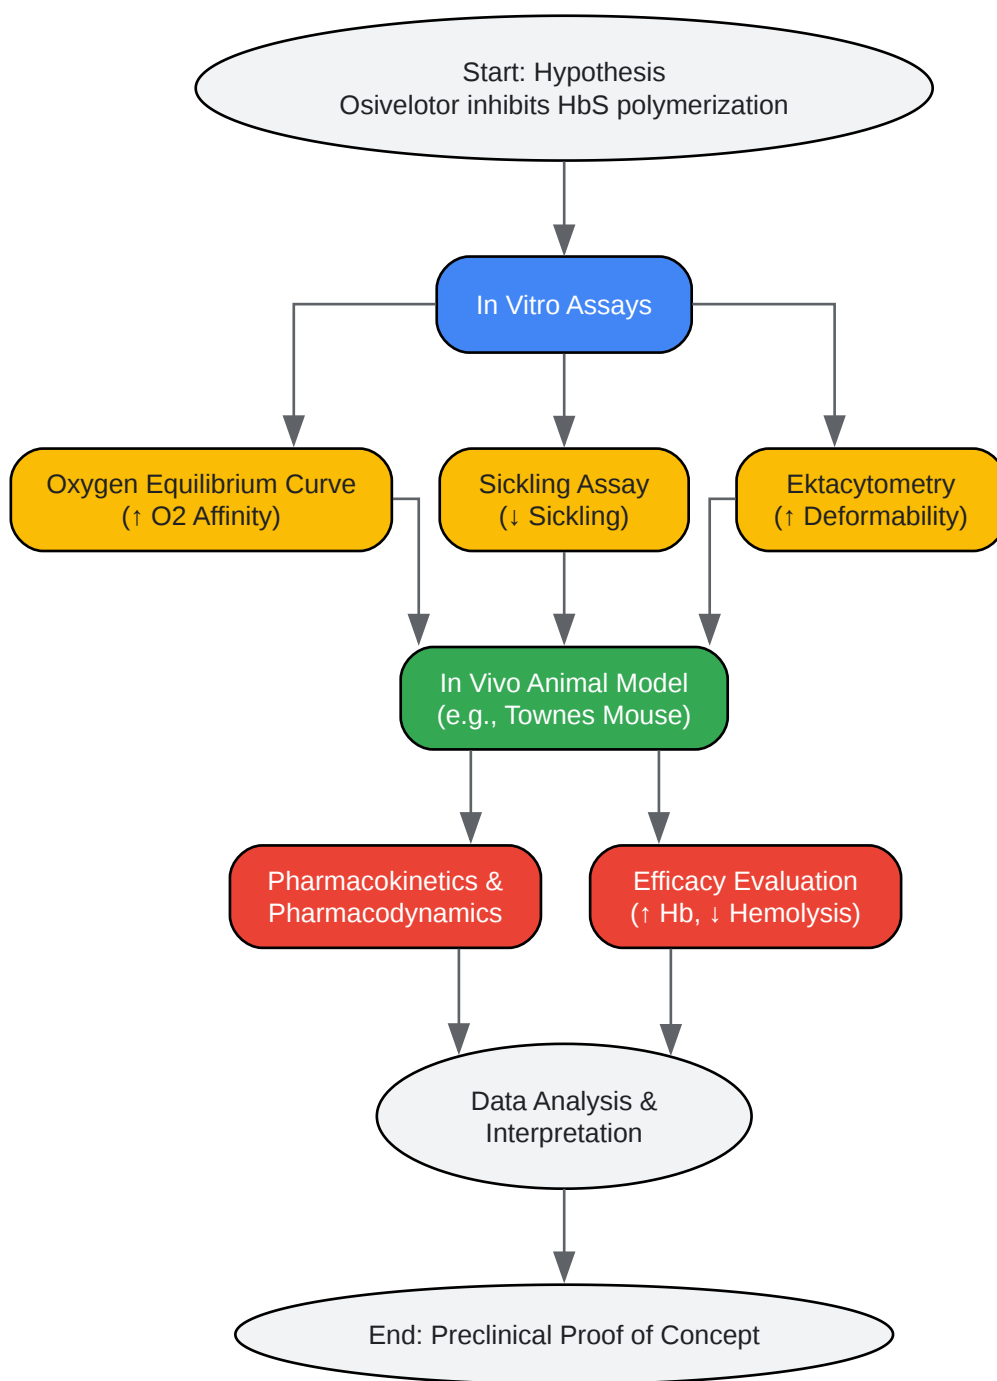 Start: Hypothesis
Osivelotor inhibits HbS polymerization
In Vitro Assays
Oxygen Equilibrium Curve
(↑ O2 Affinity)
Sickling Assay
(↓ Sickling)
Ektacytometry
(↑ Deformability)
In Vivo Animal Model
(e.g., Townes Mouse)
Pharmacokinetics &
Pharmacodynamics
Efficacy Evaluation
(↑ Hb, ↓ Hemolysis)
Data Analysis &
Interpretation
End: Preclinical Proof of Concept